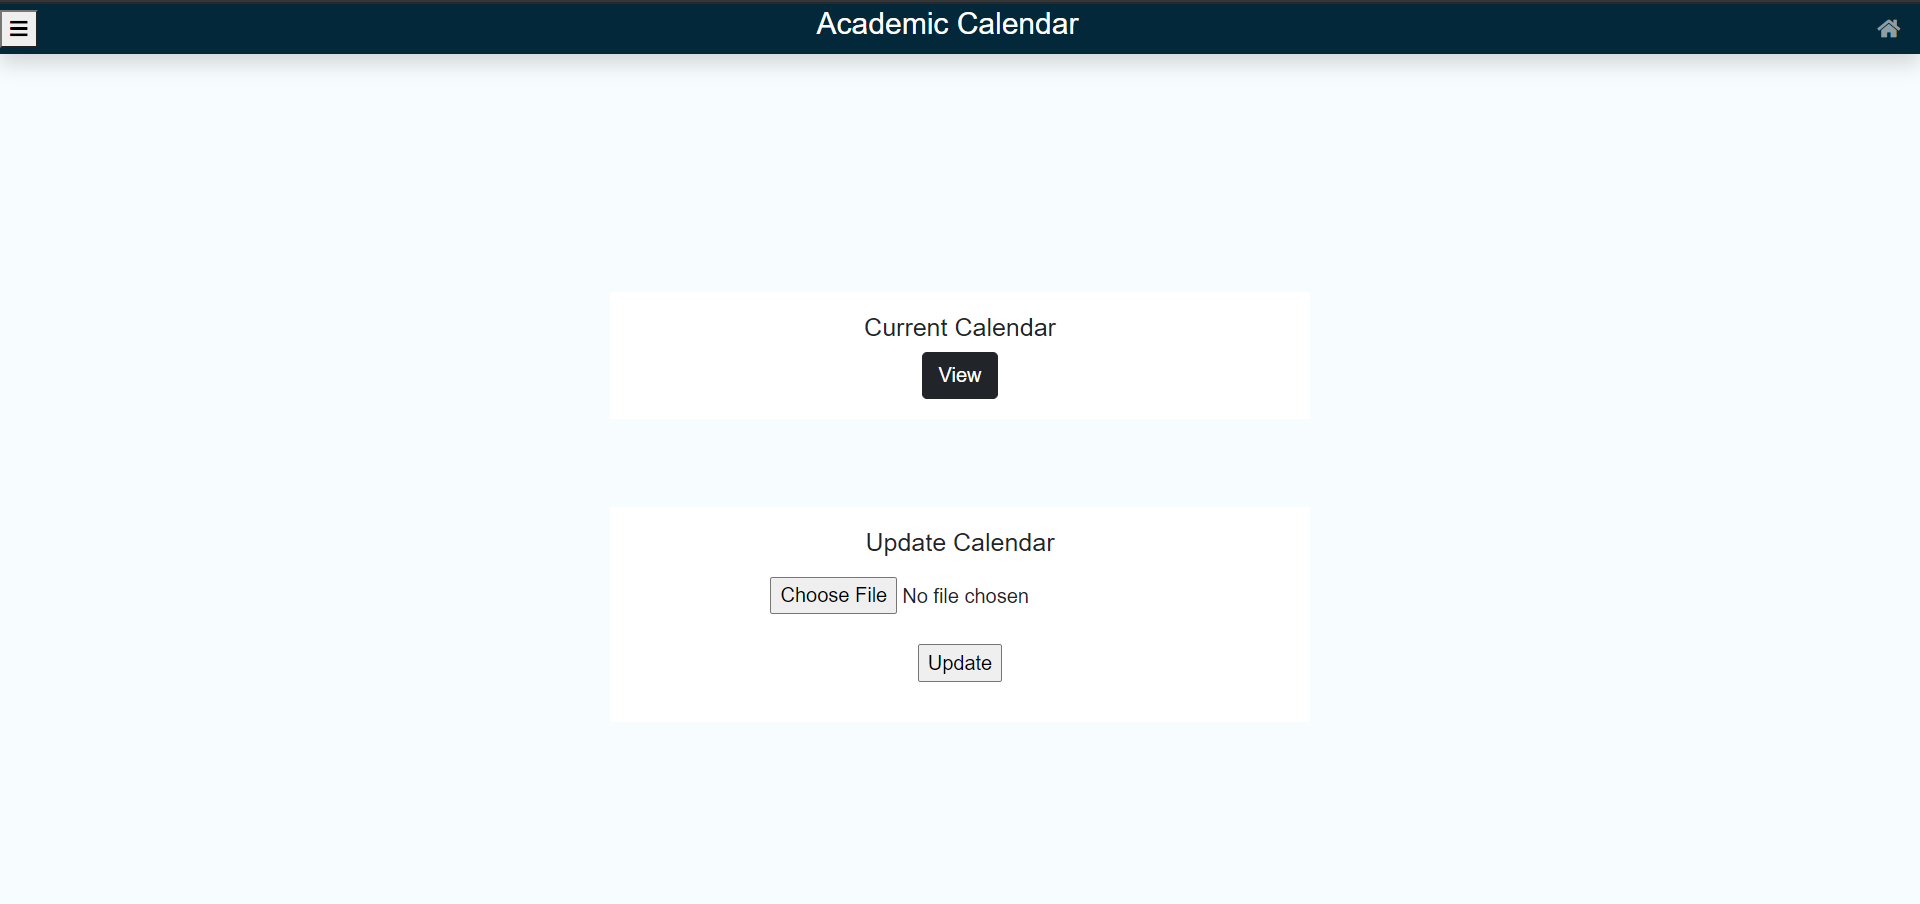 Academic Calendar
Current Calendar
View
Update Calendar
Choose File No file chosen
Update